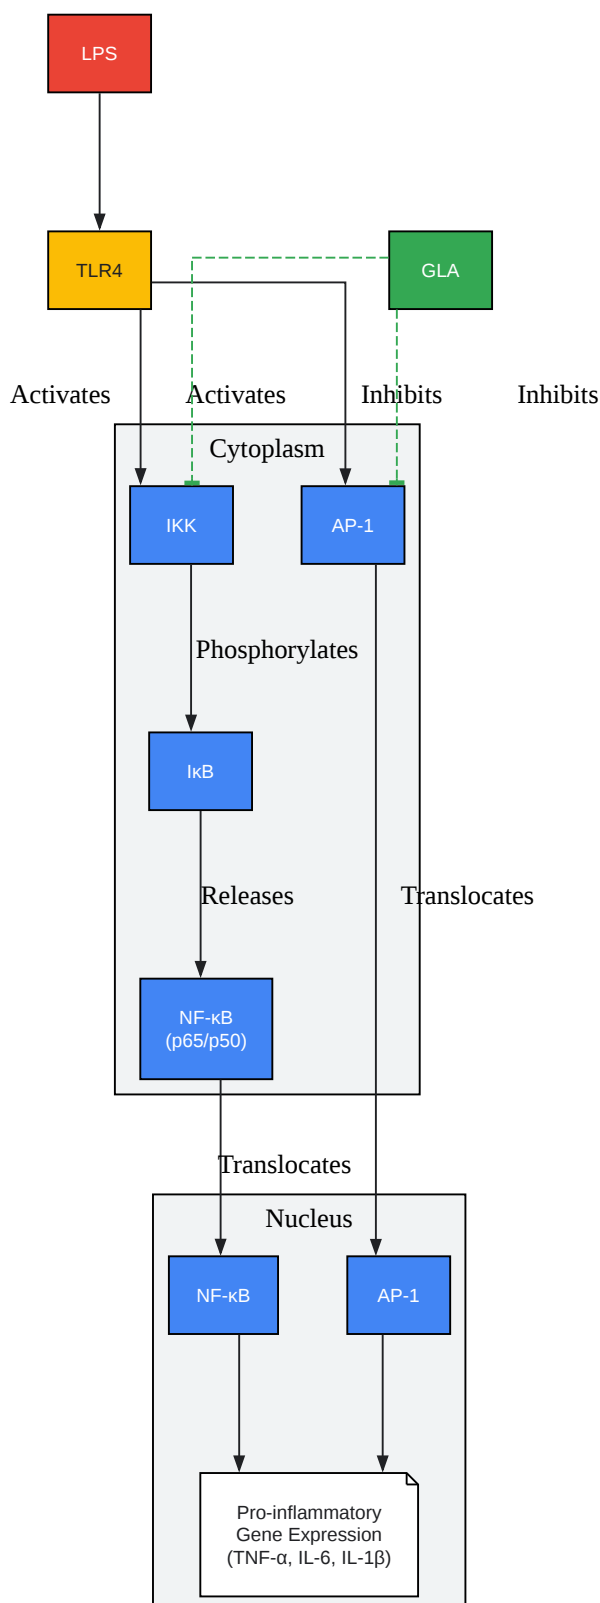 LPS
TLR4
GLA
Activates
Activates
Inhibits
Inhibits
Cytoplasm
IKK
AP-1
Phosphorylates
IκB
Releases
Translocates
NF-κB
(p65/p50)
Translocates
Nucleus
NF-κB
AP-1
Pro-inflammatory
Gene Expression
(TNF-α, IL-6, IL-1β)